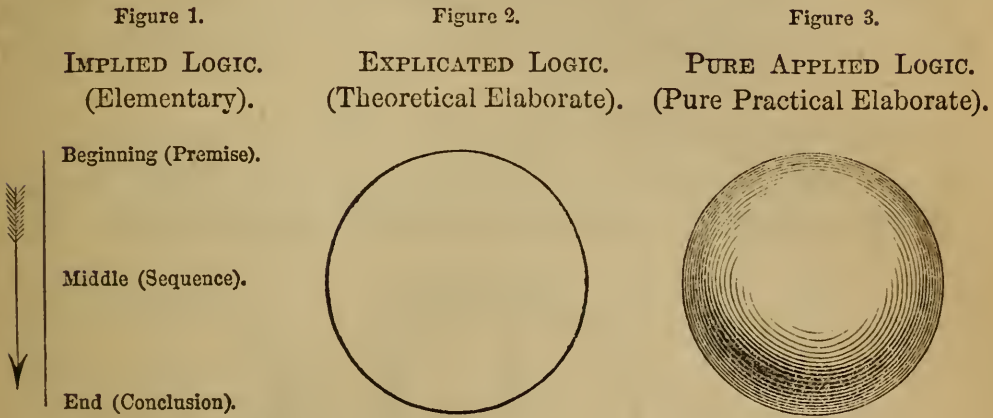 Figure 1.
IMPLIED LOGIC.
(Elementary).
Beginning (Premise).
Middle (Sequence).
End (Conclusion).
Figure 2.
EXPLICATED LOGIC.
(Theoretical Elaborate).
Figure 3.
PURE APPLIED LOGIC.
(Pure Practical Elaborate).